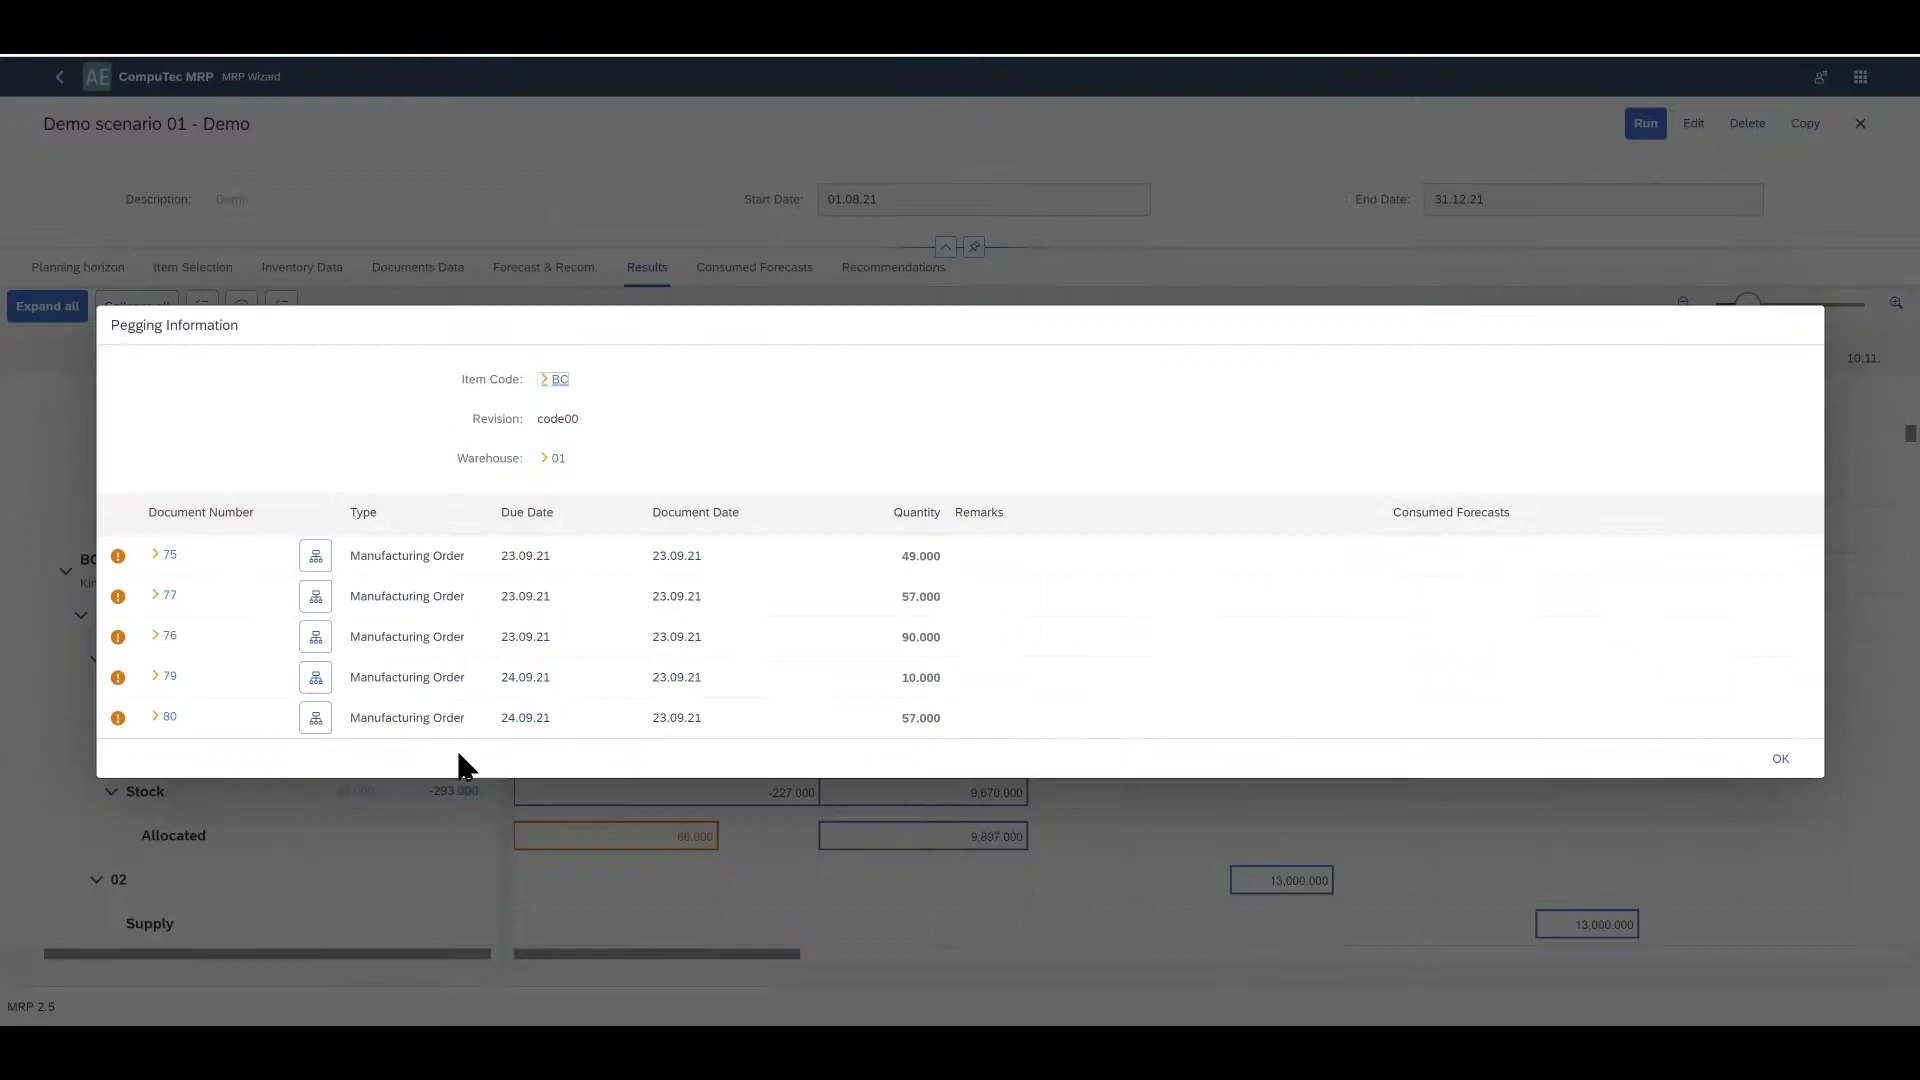 AE CompuTec MRP MRP Wizard
Demo scenario 01 - Demo
Run Edit Delete Copy
Description: Demo Start Date: 01.08.21 End Date: 31.12.21
Planning horizon Item Selection Inventory Data Documents Data Forecast & Recom. Results Consumed Forecasts Recommendations
Expand all Collapse all
Pegging Information
10.11.
Item Code: BC
Revision: code00
Warehouse: 01
Document Number Type Due Date Document Date Quantity Remarks Consumed Forecasts
75 Manufacturing Order 23.09.21 23.09.21 49.000
77 Manufacturing Order 23.09.21 23.09.21 57.000
76 Manufacturing Order 23.09.21 23.09.21 90.000
79 Manufacturing Order 24.09.21 23.09.21 10.000
80 Manufacturing Order 24.09.21 23.09.21 57.000
OK
Stock -293.000 -227.000 9,670.000
Allocated 66.000 9,897.000
02 13,000.000
Supply 13,000.000
MRP 2.5